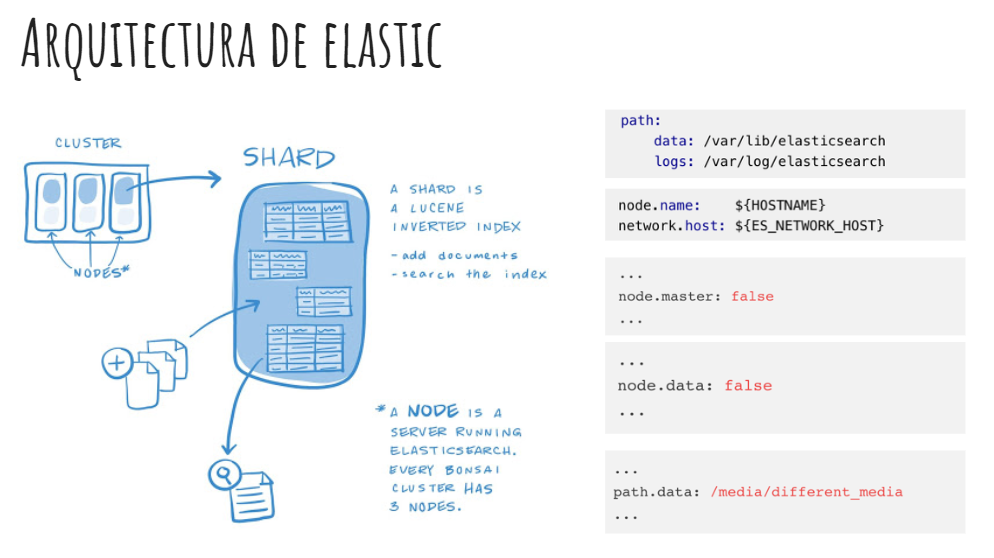 ARQUITECTURA DE ELASTIC
CLUSTER
NODES*
SHARD
A SHARD IS
A LUCENE
INVERTED INDEX
- add documents
- search the index
* A NODE IS A
SERVER RUNNING
ELASTICSEARCH.
EVERY BONSAI
CLUSTER HAS
3 NODES.
path:
data: /var/lib/elasticsearch
logs: /var/log/elasticsearch
node.name: ${HOSTNAME}
network.host: ${ES_NETWORK_HOST}
...
node.master: false
...
...
node.data: false
...
...
path.data: /media/different_media
...